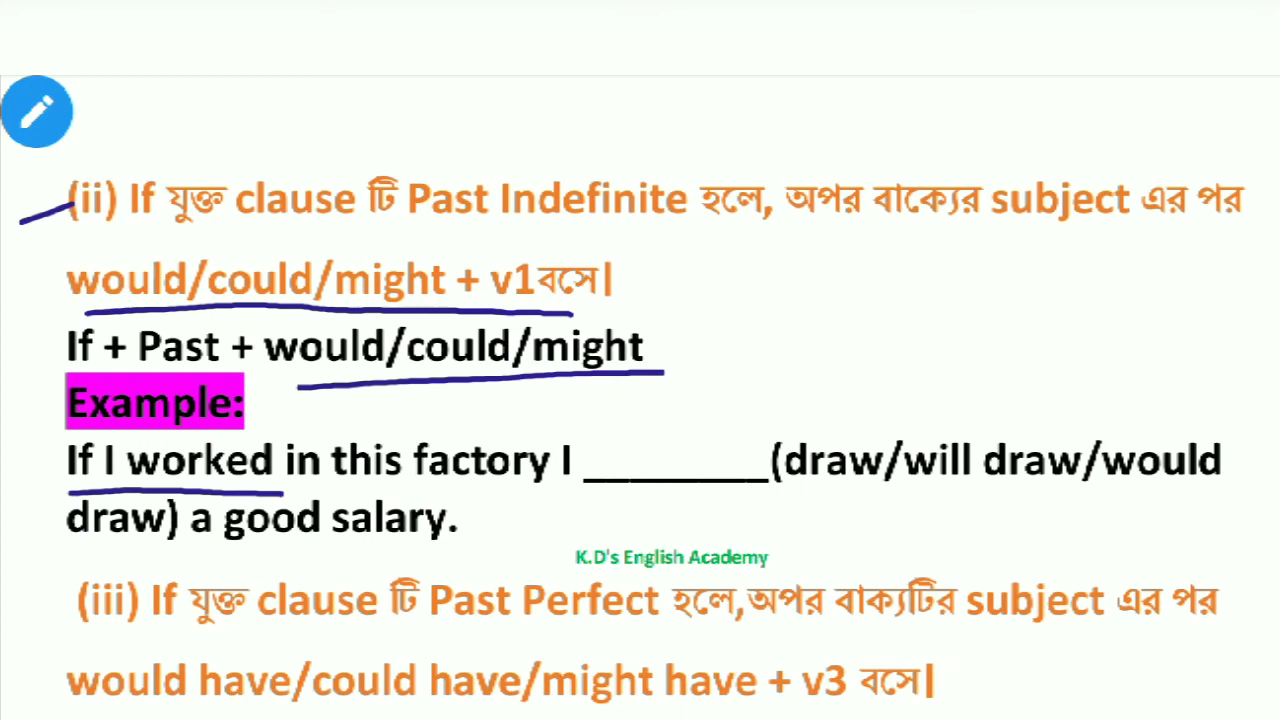 (ii) If যুক্ত clause টি Past Indefinite হলে, অপর বাক্যের subject এর পর
would/could/might + v1বসে।
If + Past + would/could/might
Example:
If I worked in this factory I ________(draw/will draw/would
draw) a good salary.
K.D's English Academy
(iii) If যুক্ত clause টি Past Perfect হলে,অপর বাক্যটির subject এর পর
would have/could have/might have + v3 বসে।